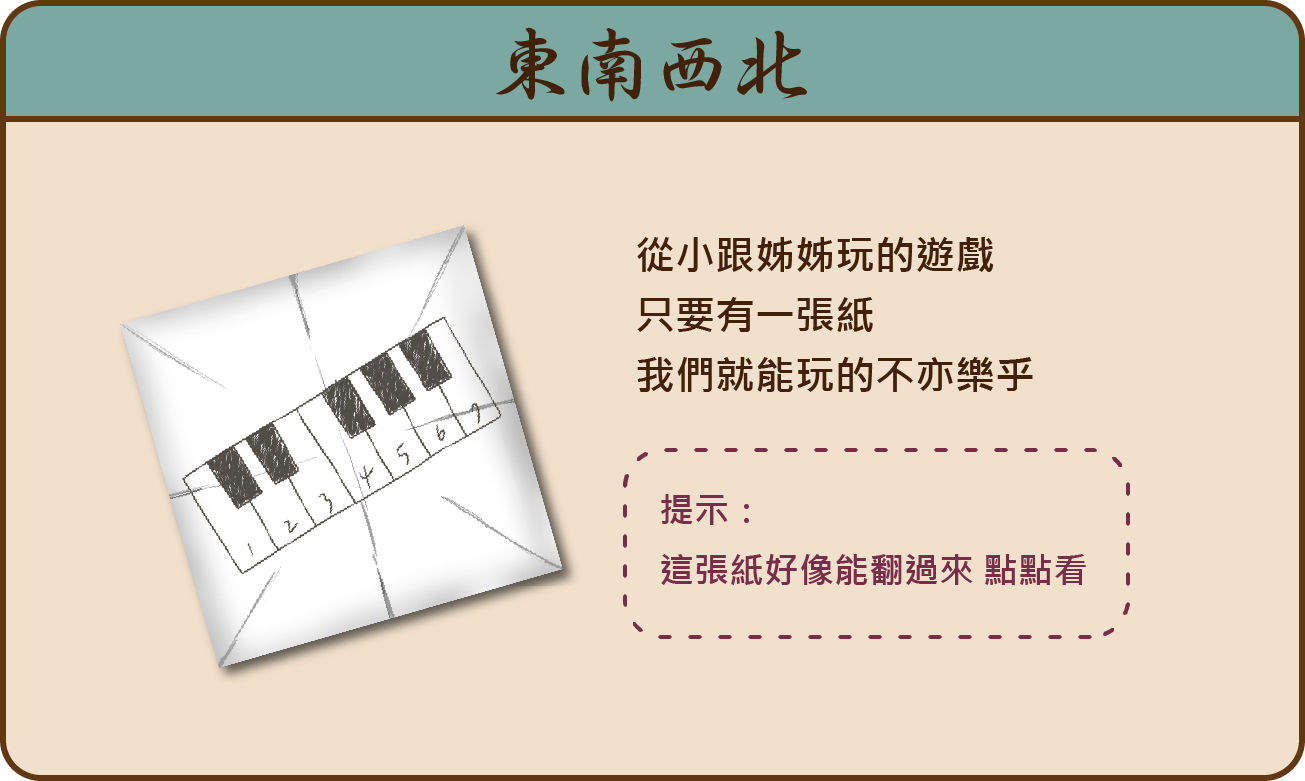 東南西北
從小跟姊姊玩的遊戲
只要有一張紙
我們就能玩的不亦樂乎
提示：
這張紙好像能翻過來 點點看
1 2 3 4 5 6 7